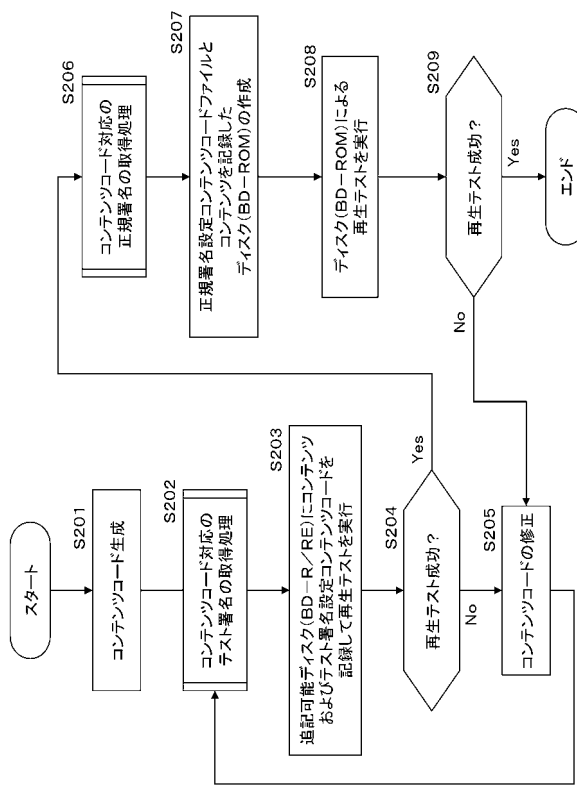 スタート
S201
コンテンツコード生成
S202
コンテンツコード対応の
テスト署名の取得処理
S203
追記可能ディスク(BD－R／RE)にコンテンツ
およびテスト署名設定コンテンツコードを
記録して再生テストを実行
S204
再生テスト成功？
Yes
No
S205
コンテンツコードの修正
S206
コンテンツコード対応の
正規署名の取得処理
S207
正規署名設定コンテンツコードファイルと
コンテンツを記録した
ディスク(BD－ROM)の作成
S208
ディスク(BD－ROM)による
再生テストを実行
S209
再生テスト成功？
No
Yes
エンド